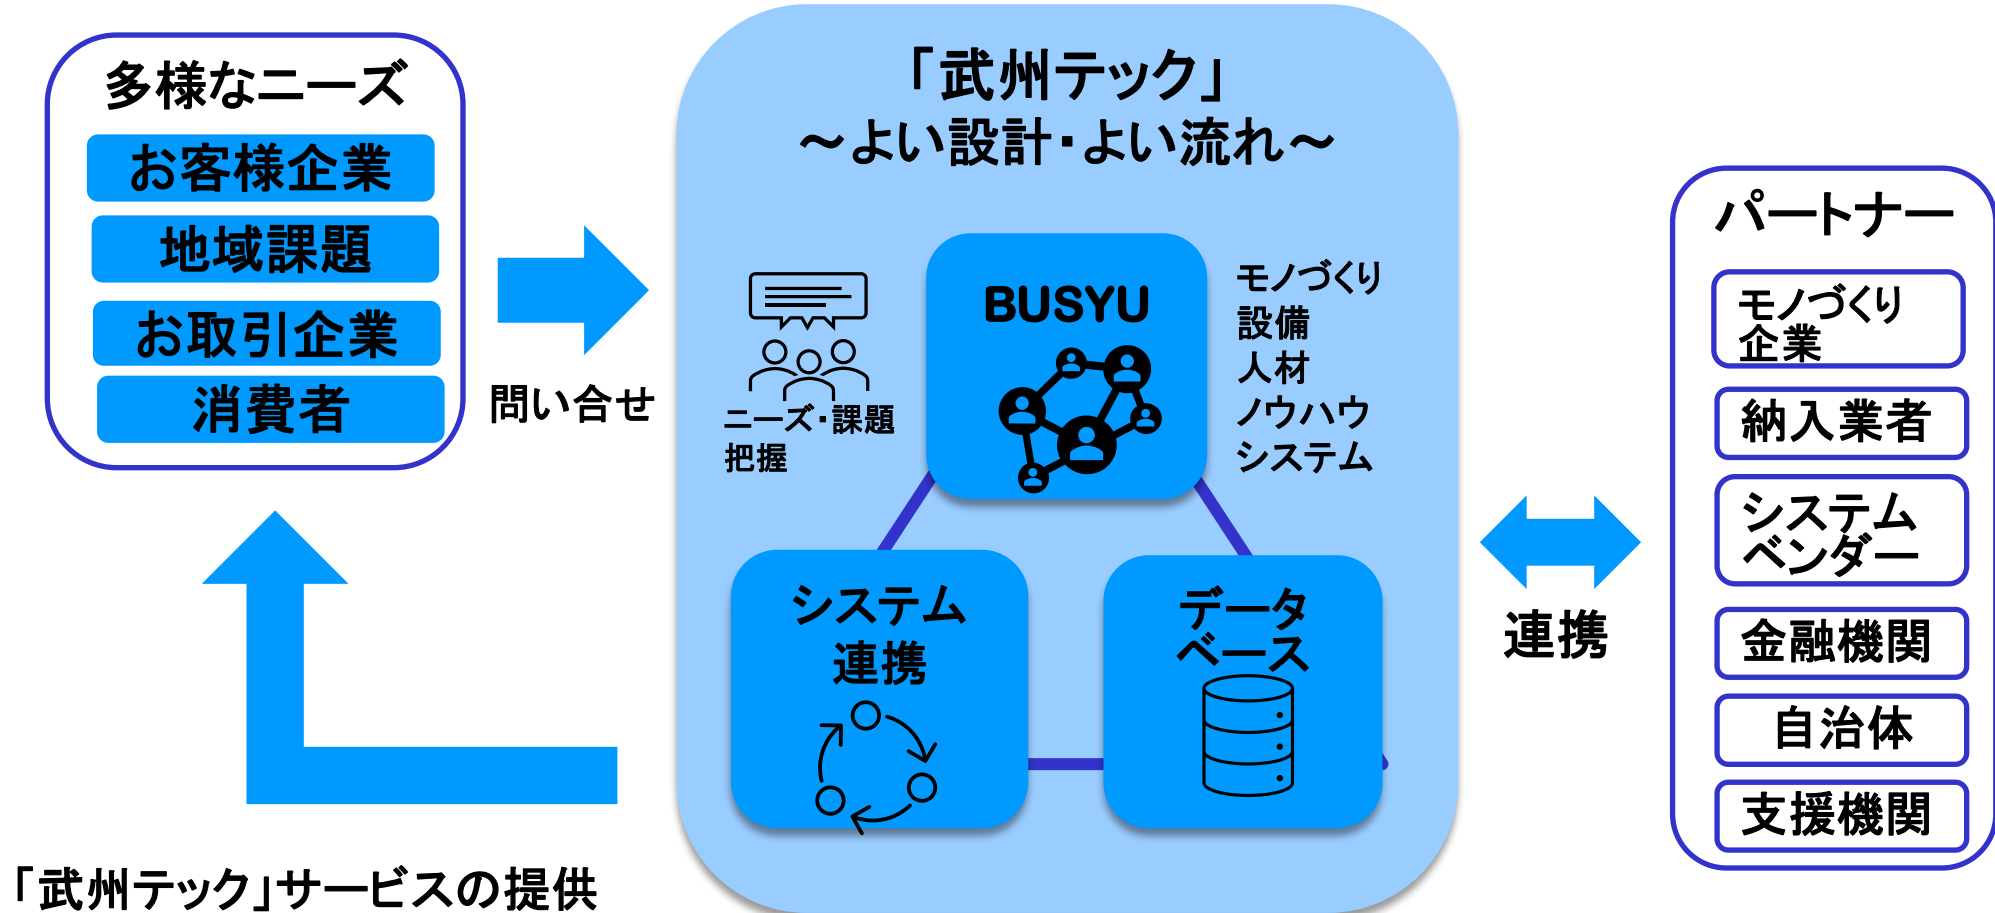 多様なニーズ
お客様企業
地域課題
お取引企業
消費者
問い合せ
「武州テック」
～よい設計・よい流れ～
BUSYU
ニーズ・課題
把握
モノづくり
設備
人材
ノウハウ
システム
システム
連携
データ
ベース
連携
パートナー
モノづくり
企業
納入業者
システム
ベンダー
金融機関
自治体
支援機関
「武州テック」サービスの提供